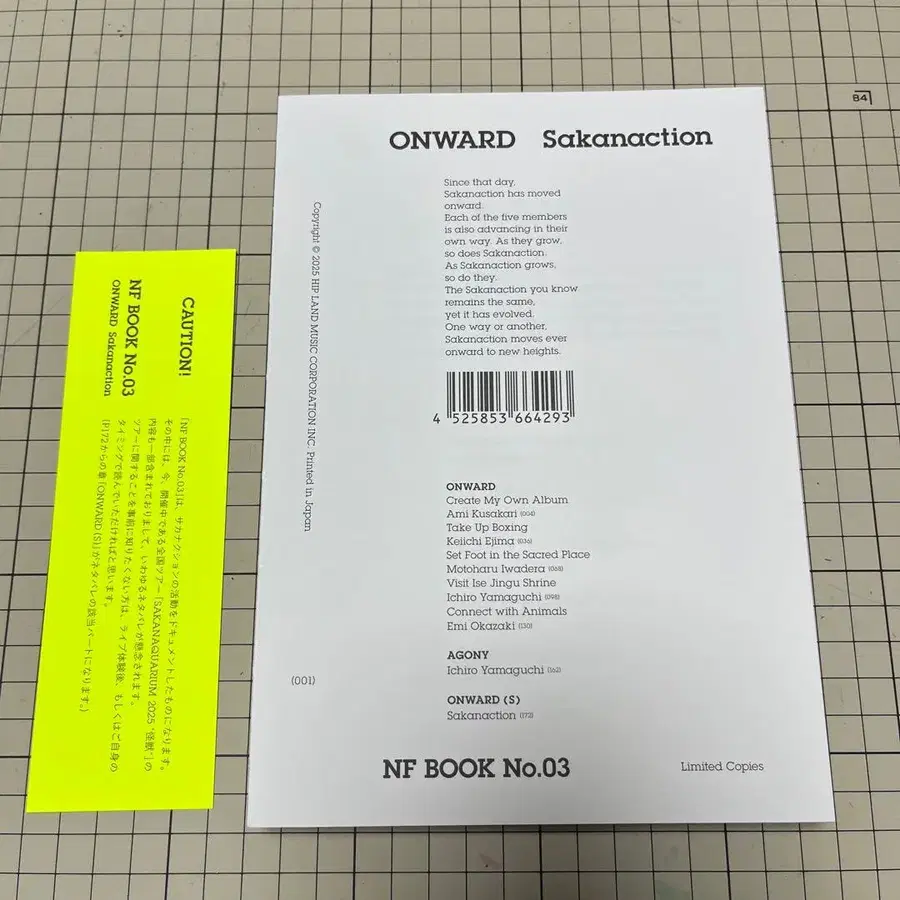 ONWARD Sakanaction
Since that day,
Sakanaction has moved
onward.
Each of the five members
is also advancing in their
own way. As they grow,
so does Sakanaction.
As Sakanaction grows,
so do they.
The Sakanaction you know
remains the same,
yet it has evolved.
One way or another,
Sakanaction moves ever
onward to new heights.
4 525853 664293
Copyright © 2025 HIP LAND MUSIC CORPORATION INC. Printed in Japan
ONWARD
Create My Own Album
Ami Kusakari (004)
Take Up Boxing
Keiichi Ejima (036)
Set Foot in the Sacred Place
Motoharu Iwadera (068)
Visit Ise Jingu Shrine
Ichiro Yamaguchi (098)
Connect with Animals
Emi Okazaki (130)
AGONY
Ichiro Yamaguchi (162)
ONWARD (S)
Sakanaction (172)
(001)
NF BOOK No.03
Limited Copies
CAUTION!
NF BOOK No.03
ONWARD Sakanaction
「NF BOOK No.03」は、サカナクションの活動をドキュメントしたものになります。
その中には、今、開催中である全国ツアー「SAKANAQUARIUM 2025 "怪獣"」の
内容も一部含まれておりまして、いわゆるネタバレが懸念されます。
ツアーに関することを事前に知りたくない方は、ライブ体験後、もしくはご自身の
タイミングで読んでいただければと思います。
(P172からの章「ONWARD (S)」がネタバレの該当パートになります。)
B4